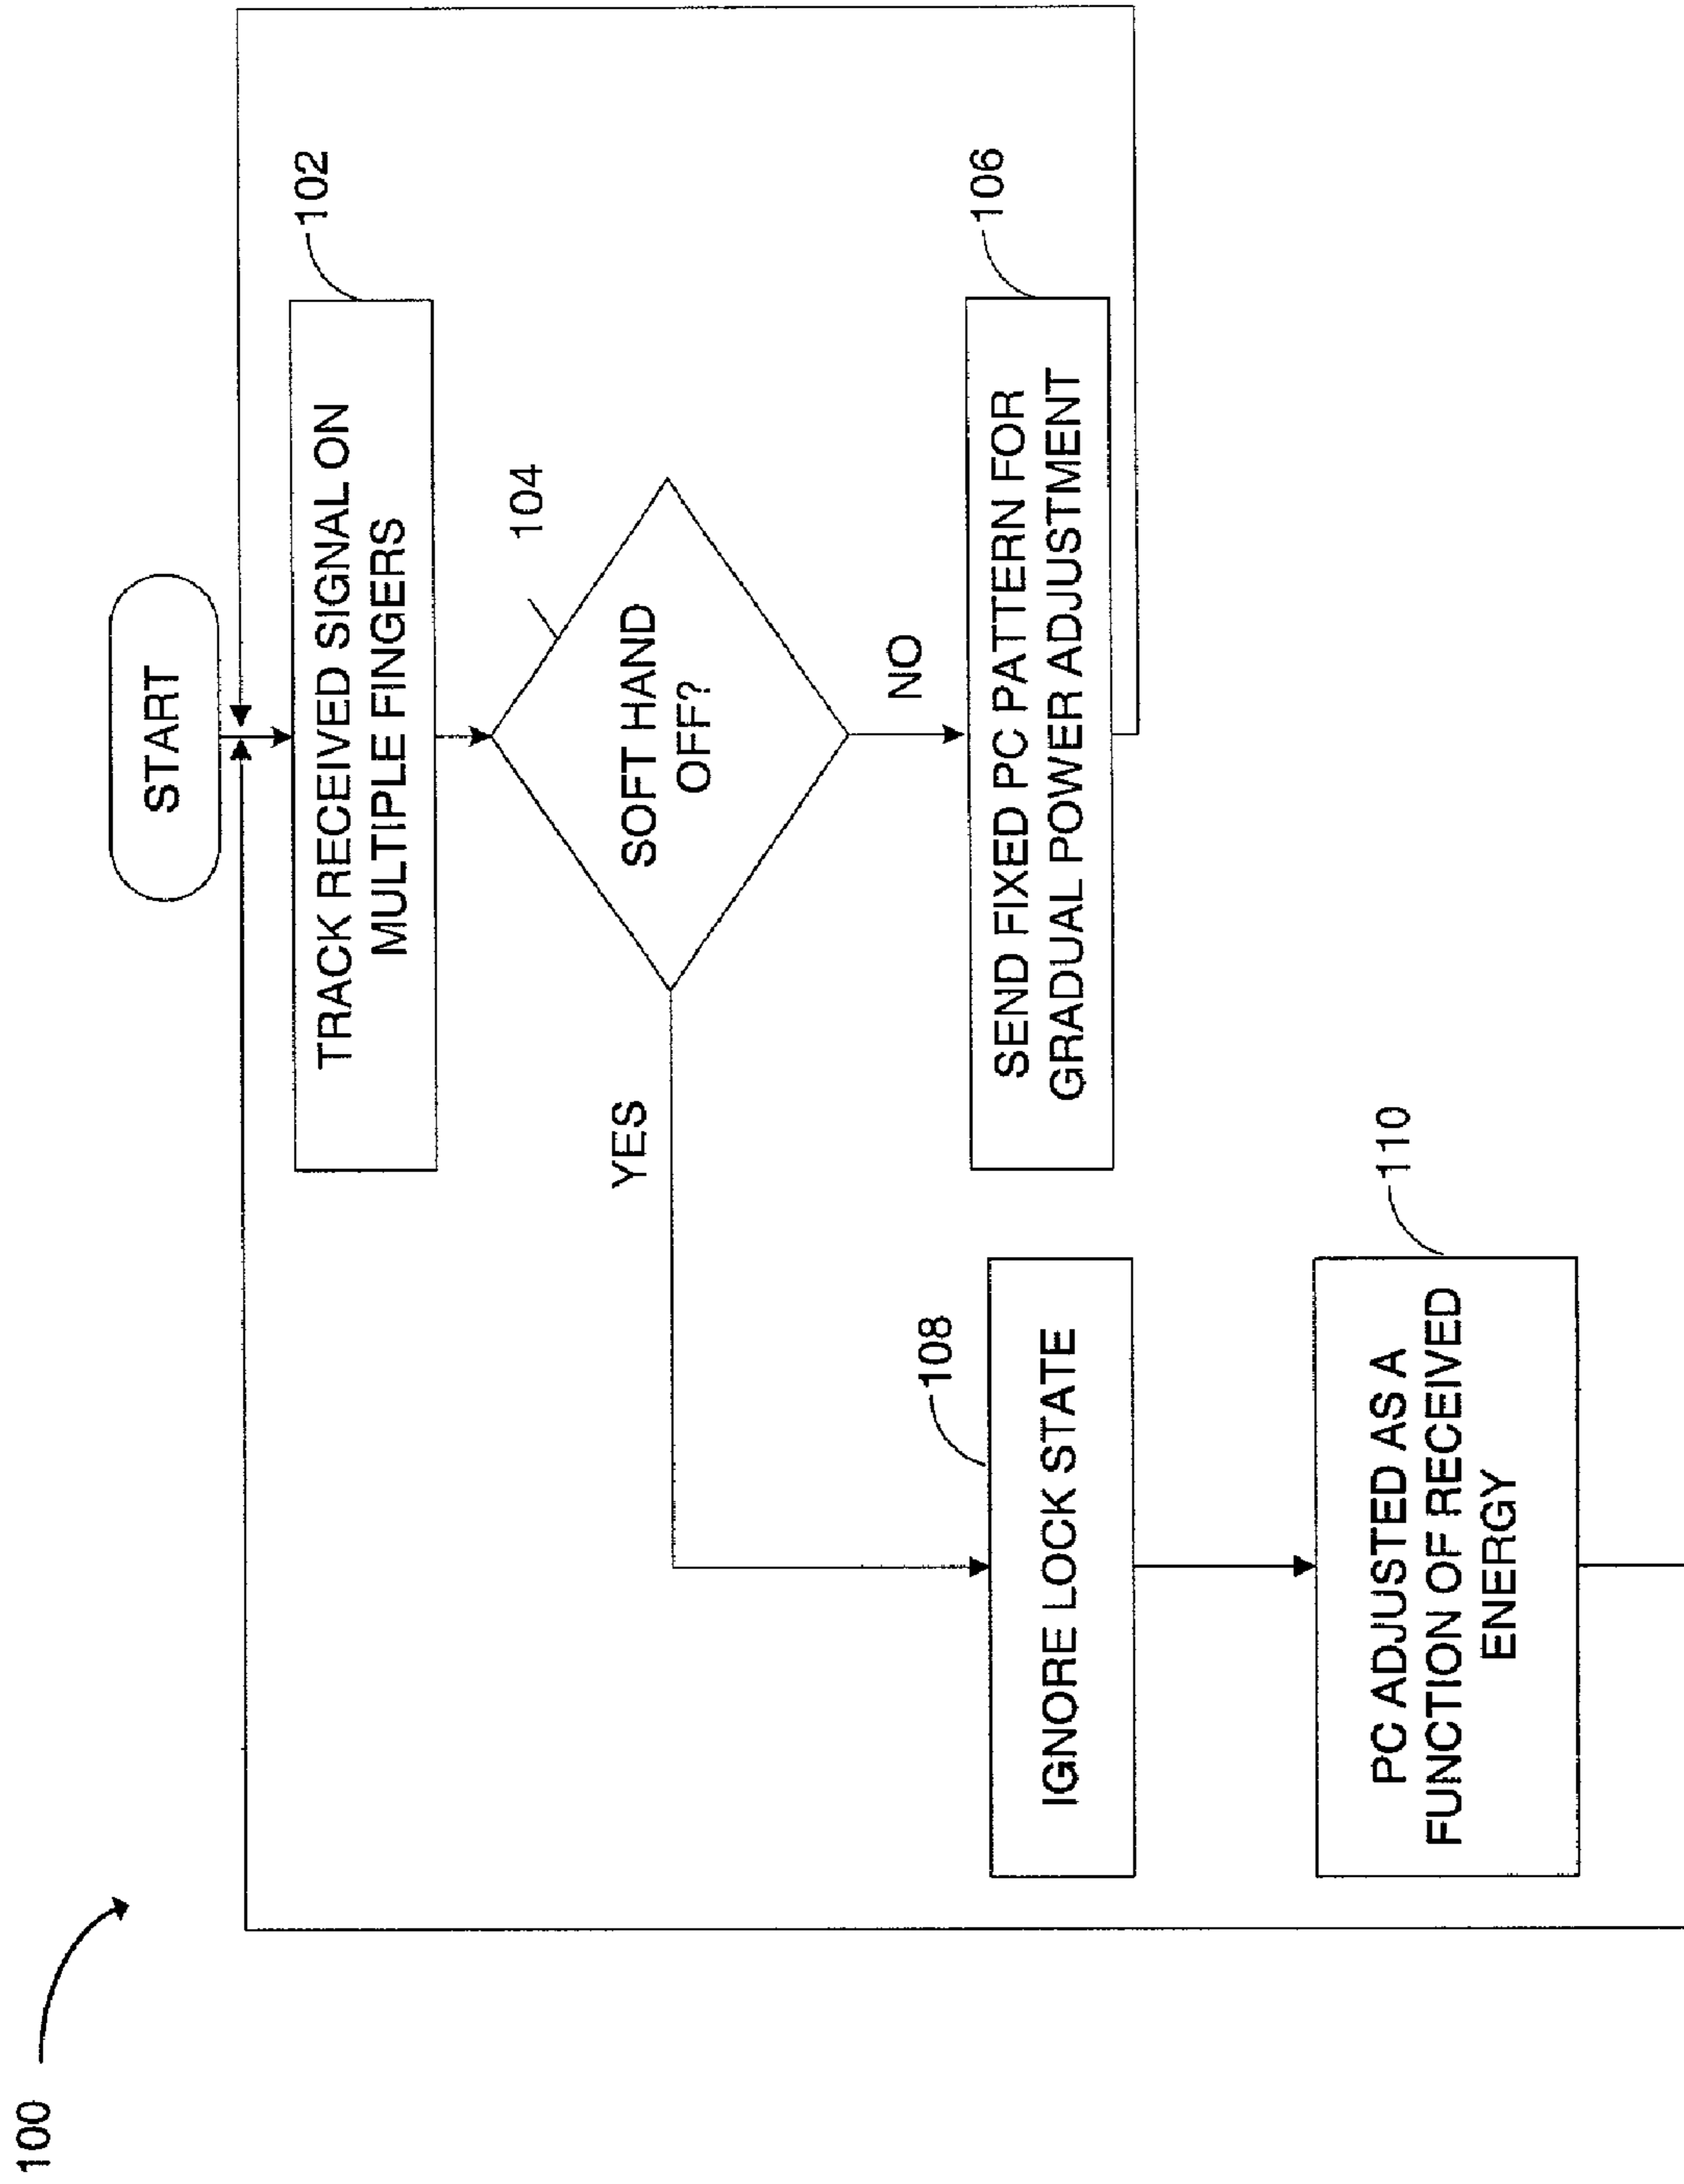 100
START
TRACK RECEIVED SIGNAL ON
MULTIPLE FINGERS
102
SOFT HAND
OFF?
104
YES
NO
SEND FIXED PC PATTERN FOR
GRADUAL POWER ADJUSTMENT
106
IGNORE LOCK STATE
108
PC ADJUSTED AS A
FUNCTION OF RECEIVED
ENERGY
110